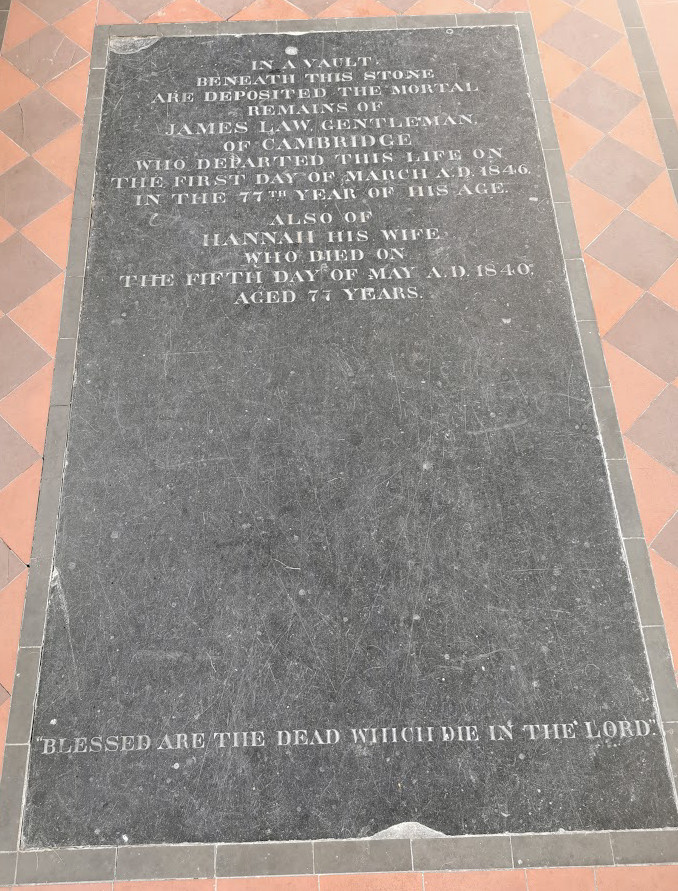 IN A VAULT,
BENEATH THIS STONE
ARE DEPOSITED THE MORTAL
REMAINS OF
JAMES LAW, GENTLEMAN,
OF CAMBRIDGE
WHO DEPARTED THIS LIFE ON
THE FIRST DAY OF MARCH A.D. 1846.
IN THE 77TH YEAR OF HIS AGE.
ALSO OF
HANNAH HIS WIFE
WHO DIED ON
THE FIFTH DAY OF MAY A.D. 1840,
AGED 77 YEARS.
"BLESSED ARE THE DEAD WHICH DIE IN THE LORD".